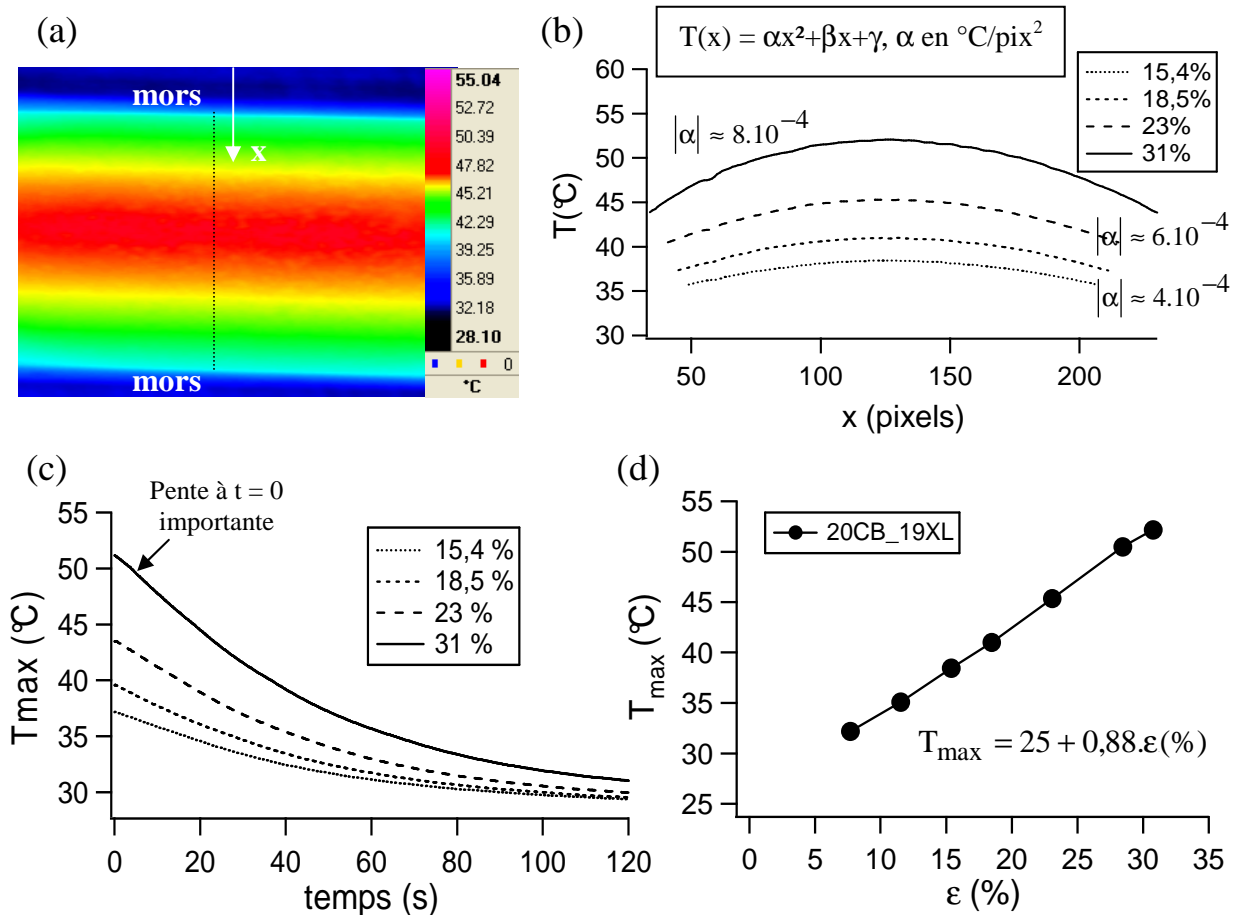 (a)
mors
x
mors
55.04
52.72
50.39
47.82
45.21
42.29
39.25
35.89
32.18
28.10
0
°C
(b)
T(x) = αx²+βx+γ, α en °C/pix²
15,4%
18,5%
23%
31%
|α| ≈ 8.10⁻⁴
|α| ≈ 6.10⁻⁴
|α| ≈ 4.10⁻⁴
T(°C)
60
55
50
45
40
35
30
50 100 150 200
x (pixels)
(c)
Pente à t = 0
importante
15,4 %
18,5 %
23 %
31 %
Tmax (°C)
55
50
45
40
35
30
0 20 40 60 80 100 120
temps (s)
(d)
20CB_19XL
T_max = 25 + 0,88.ε(%)
T_max (°C)
55
50
45
40
35
30
25
0 5 10 15 20 25 30 35
ε (%)